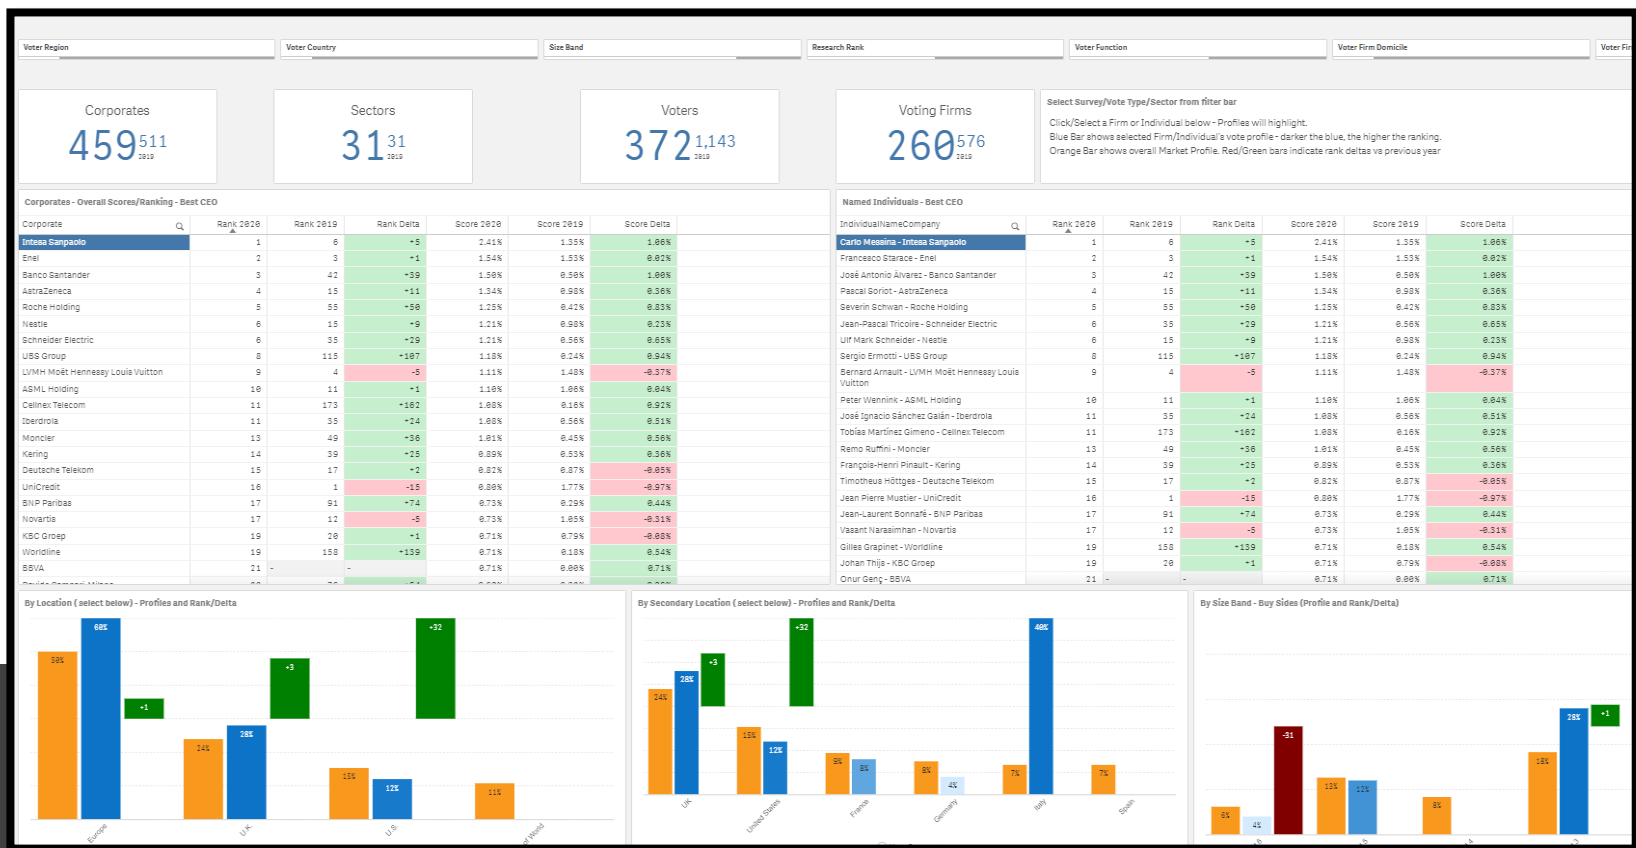 Voter Region Voter Country Size Band Research Rank Voter Function Voter Firm Domicile Voter Fir
Corporates Sectors Voters Voting Firms
459 511 2019 31 31 2019 372 1,143 2019 260 576 2019
Select Survey/Vote Type/Sector from filter bar
Click/Select a Firm or Individual below - Profiles will highlight.
Blue Bar shows selected Firm/Individual's vote profile - darker the blue, the higher the ranking.
Orange Bar shows overall Market Profile. Red/Green bars indicate rank deltas vs previous year
Corporates - Overall Scores/Ranking - Best CEO
Corporate Rank 2020 Rank 2019 Rank Delta Score 2020 Score 2019 Score Delta
Intesa Sanpaolo 1 6 +5 2.41% 1.35% 1.06%
Enel 2 3 +1 1.54% 1.53% 0.02%
Banco Santander 3 42 +39 1.50% 0.50% 1.00%
AstraZeneca 4 15 +11 1.34% 0.98% 0.36%
Roche Holding 5 55 +50 1.25% 0.42% 0.83%
Nestle 6 15 +9 1.21% 0.98% 0.23%
Schneider Electric 6 35 +29 1.21% 0.56% 0.65%
UBS Group 8 115 +107 1.18% 0.24% 0.94%
LVMH Moët Hennessy Louis Vuitton 9 4 -5 1.11% 1.48% -0.37%
ASML Holding 10 11 +1 1.10% 1.06% 0.04%
Cellnex Telecom 11 173 +162 1.08% 0.16% 0.92%
Iberdrola 11 35 +24 1.08% 0.56% 0.51%
Moncler 13 49 +36 1.01% 0.45% 0.56%
Kering 14 39 +25 0.89% 0.53% 0.36%
Deutsche Telekom 15 17 +2 0.82% 0.87% -0.05%
UniCredit 16 1 -15 0.80% 1.77% -0.97%
BNP Paribas 17 91 +74 0.73% 0.29% 0.44%
Novartis 17 12 -5 0.73% 1.05% -0.31%
KBC Groep 19 20 +1 0.71% 0.79% -0.08%
Worldline 19 158 +139 0.71% 0.18% 0.54%
BBVA 21 - - 0.71% 0.00% 0.71%
Named Individuals - Best CEO
IndividualNameCompany Rank 2020 Rank 2019 Rank Delta Score 2020 Score 2019 Score Delta
Carlo Messina - Intesa Sanpaolo 1 6 +5 2.41% 1.35% 1.06%
Francesco Starace - Enel 2 3 +1 1.54% 1.53% 0.02%
José Antonio Álvarez - Banco Santander 3 42 +39 1.50% 0.50% 1.00%
Pascal Soriot - AstraZeneca 4 15 +11 1.34% 0.98% 0.36%
Severin Schwan - Roche Holding 5 55 +50 1.25% 0.42% 0.83%
Jean-Pascal Tricoire - Schneider Electric 6 35 +29 1.21% 0.56% 0.65%
Ulf Mark Schneider - Nestle 6 15 +9 1.21% 0.98% 0.23%
Sergio Ermotti - UBS Group 8 115 +107 1.18% 0.24% 0.94%
Bernard Arnault - LVMH Moët Hennessy Louis 9 4 -5 1.11% 1.48% -0.37%
Vuitton
Peter Wennink - ASML Holding 10 11 +1 1.10% 1.06% 0.04%
José Ignacio Sánchez Galán - Iberdrola 11 35 +24 1.08% 0.56% 0.51%
Tobías Martínez Gimeno - Cellnex Telecom 11 173 +162 1.08% 0.16% 0.92%
Remo Ruffini - Moncler 13 49 +36 1.01% 0.45% 0.56%
François-Henri Pinault - Kering 14 39 +25 0.89% 0.53% 0.36%
Timotheus Höttges - Deutsche Telekom 15 17 +2 0.82% 0.87% -0.05%
Jean Pierre Mustier - UniCredit 16 1 -15 0.80% 1.77% -0.97%
Jean-Laurent Bonnafé - BNP Paribas 17 91 +74 0.73% 0.29% 0.44%
Vasant Narasimhan - Novartis 17 12 -5 0.73% 1.05% -0.31%
Gilles Grapinet - Worldline 19 158 +139 0.71% 0.18% 0.54%
Johan Thijs - KBC Groep 19 20 +1 0.71% 0.79% -0.08%
Onur Genç - BBVA 21 - - 0.71% 0.00% 0.71%
By Location ( select below) - Profiles and Rank/Delta
50% 60% +1 24% 28% +3 15% 12% +32 11%
Europe U.K. U.S. of World
By Secondary Location ( select below) - Profiles and Rank/Delta
24% 28% +3 15% 12% +32 9% 8% 8% 4% 7% 40% 7%
UK United States France Germany Italy Spain
By Size Band - Buy Sides (Profile and Rank/Delta)
6% 4% -31 13% 12% 8% 18% 28% +1